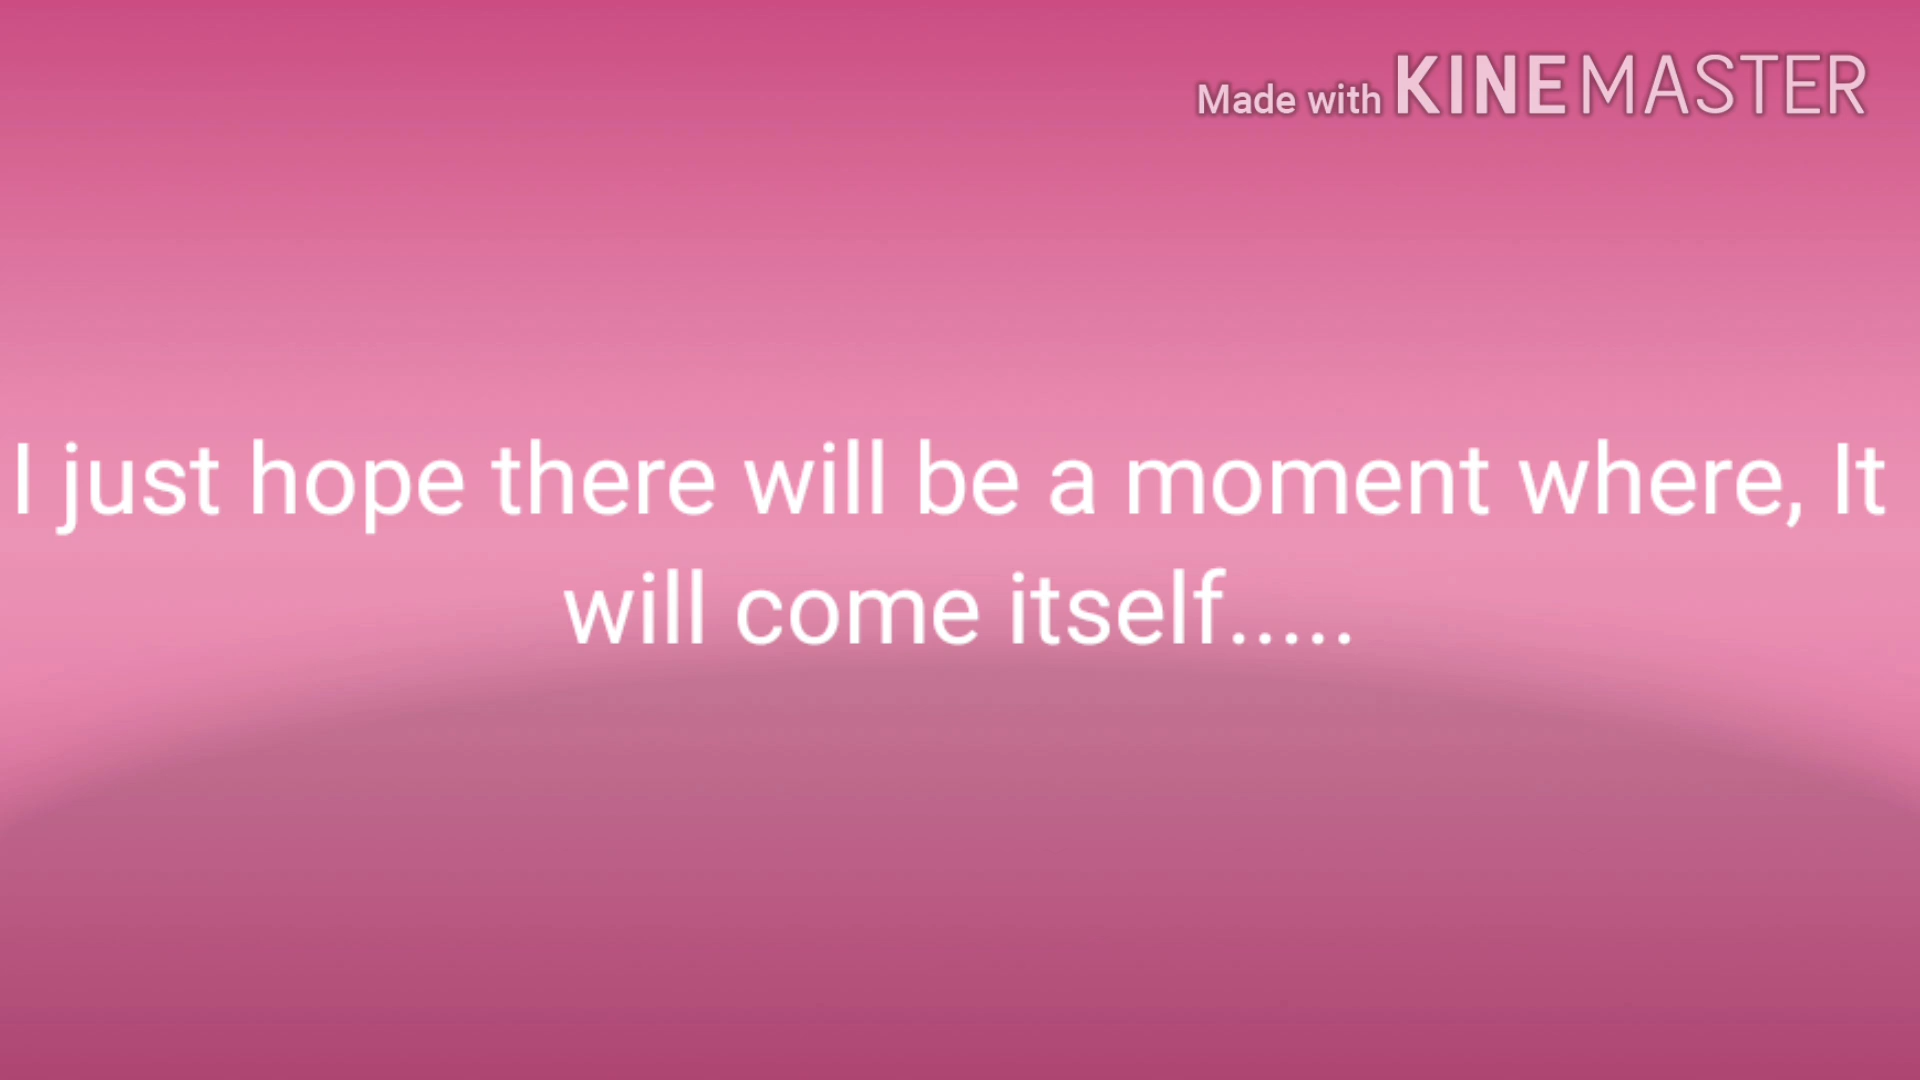 Made with KINEMASTER
I just hope there will be a moment where, It
will come itself.....